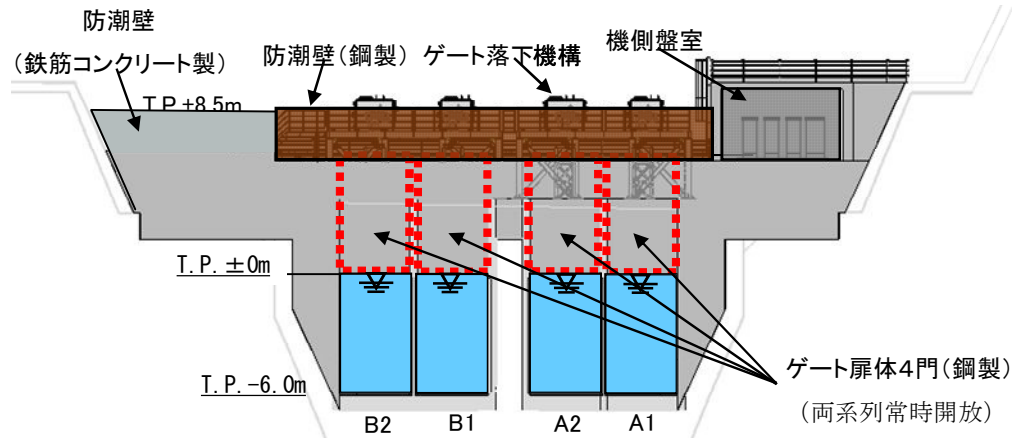 防潮壁
(鉄筋コンクリート製)
防潮壁(鋼製)
ゲート落下機構
機側盤室
T.P.+8.5m
T.P.±0m
T.P.-6.0m
ゲート扉体4門(鋼製)
(両系列常時開放)
B2
B1
A2
A1